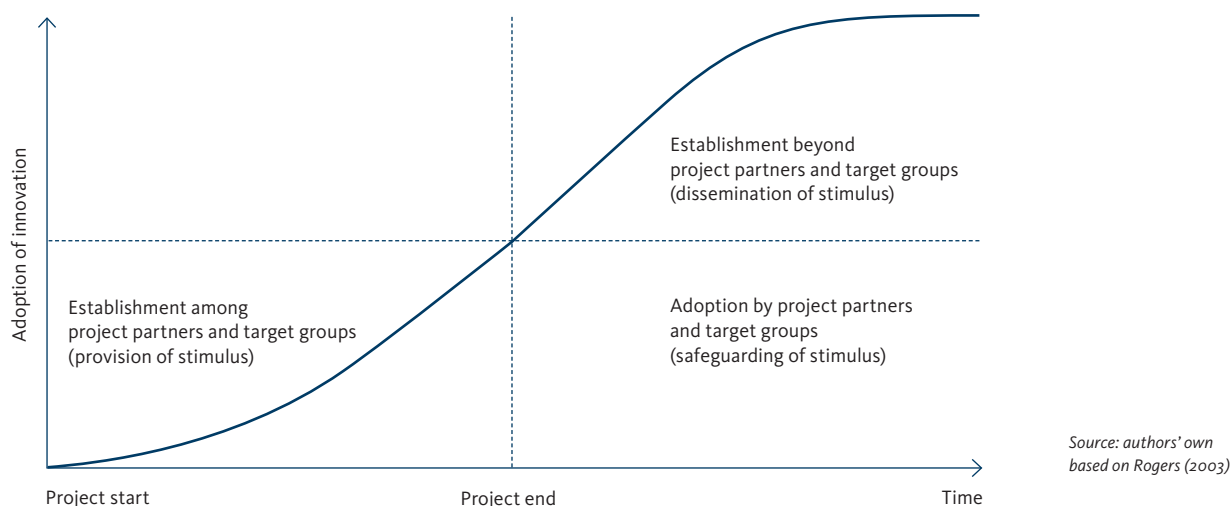 Adoption of innovation
Establishment beyond
project partners and target groups
(dissemination of stimulus)
Establishment among
project partners and target groups
(provision of stimulus)
Adoption by project partners
and target groups
(safeguarding of stimulus)
Source: authors’ own
based on Rogers (2003)
Project start
Project end
Time